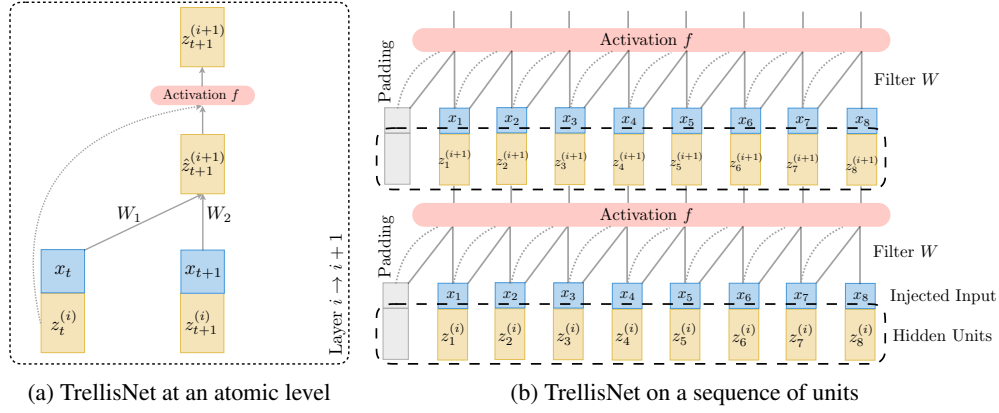 z_{t+1}^{(i+1)}
Activation f
ẑ_{t+1}^{(i+1)}
W_1
W_2
x_t
x_{t+1}
z_t^{(i)}
z_{t+1}^{(i)}
Layer i → i + 1
(a) TrellisNet at an atomic level
Activation f
Padding
Filter W
x_1 x_2 x_3 x_4 x_5 x_6 x_7 x_8
z_1^{(i+1)} z_2^{(i+1)} z_3^{(i+1)} z_4^{(i+1)} z_5^{(i+1)} z_6^{(i+1)} z_7^{(i+1)} z_8^{(i+1)}
Activation f
Padding
Filter W
x_1 x_2 x_3 x_4 x_5 x_6 x_7 x_8 Injected Input
z_1^{(i)} z_2^{(i)} z_3^{(i)} z_4^{(i)} z_5^{(i)} z_6^{(i)} z_7^{(i)} z_8^{(i)} Hidden Units
(b) TrellisNet on a sequence of units